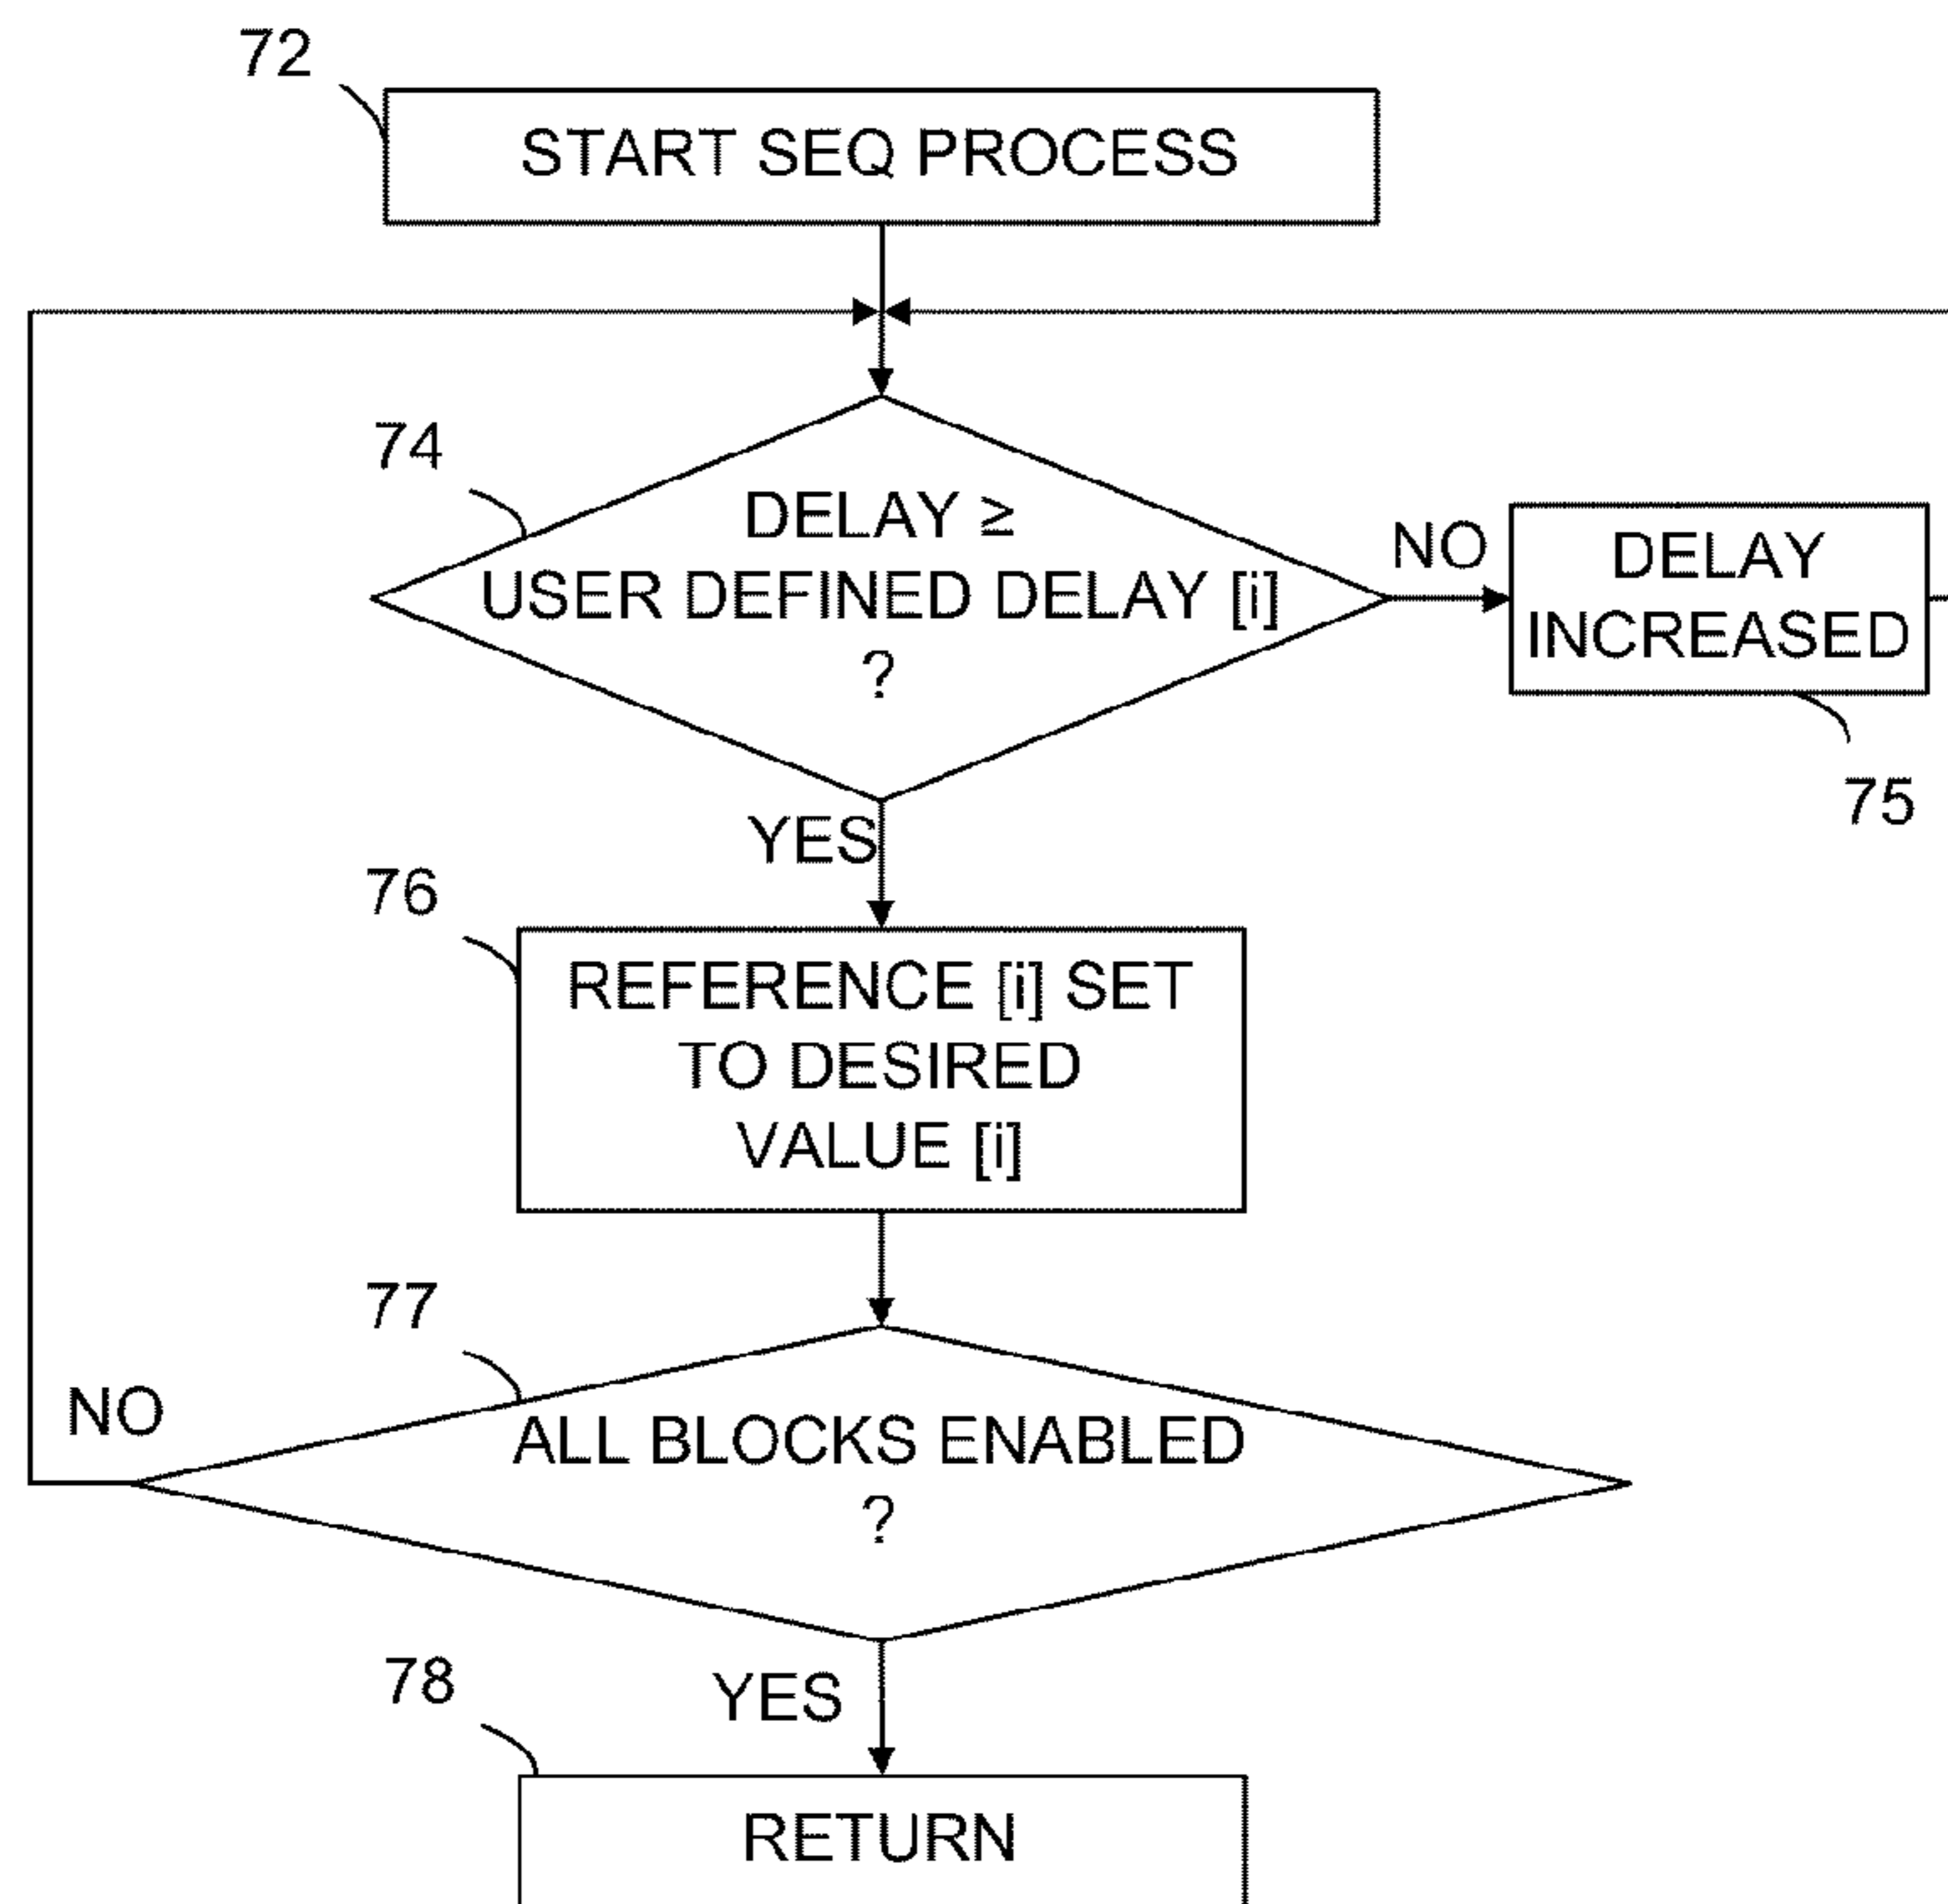 72
START SEQ PROCESS
74
DELAY ≥
USER DEFINED DELAY [i]
?
NO
DELAY
INCREASED
75
YES
76
REFERENCE [i] SET
TO DESIRED
VALUE [i]
77
NO
ALL BLOCKS ENABLED
?
78
YES
RETURN